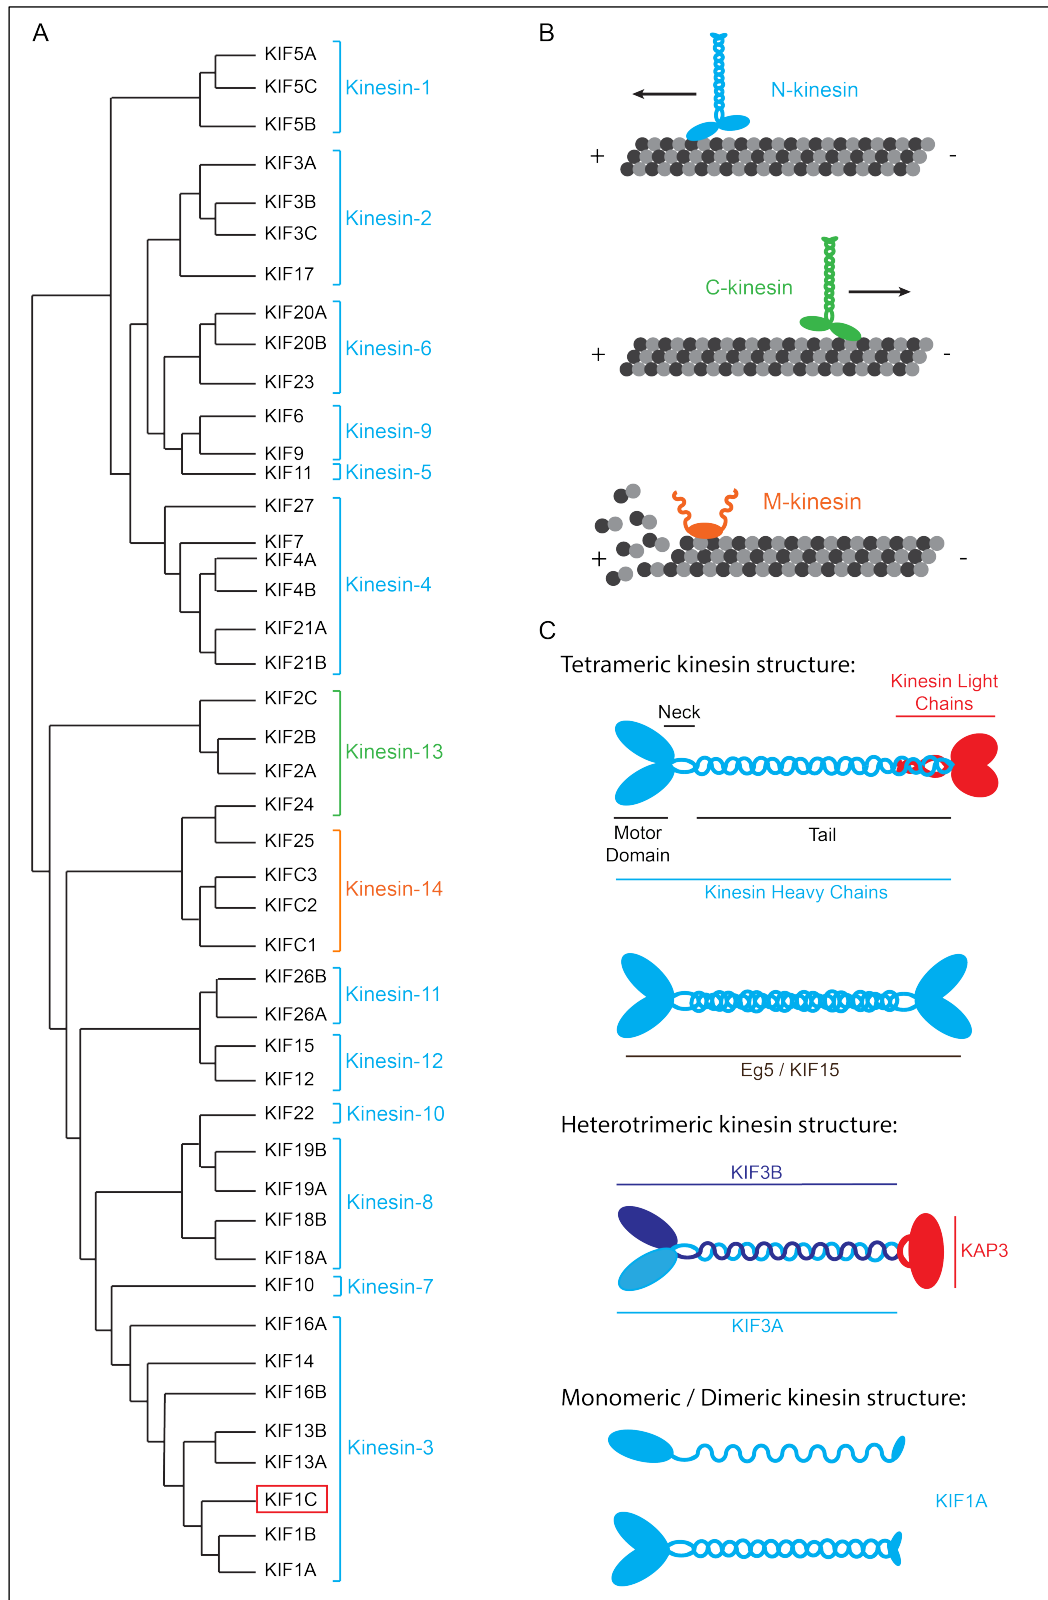 A
KIF5A
KIF5C
KIF5B
Kinesin-1
KIF3A
KIF3B
KIF3C
KIF17
Kinesin-2
KIF20A
KIF20B
KIF23
Kinesin-6
KIF6
KIF9
Kinesin-9
KIF11
Kinesin-5
KIF27
KIF7
KIF4A
KIF4B
KIF21A
KIF21B
Kinesin-4
KIF2C
KIF2B
KIF2A
KIF24
Kinesin-13
KIF25
KIFC3
KIFC2
KIFC1
Kinesin-14
KIF26B
KIF26A
Kinesin-11
KIF15
KIF12
Kinesin-12
KIF22
Kinesin-10
KIF19B
KIF19A
KIF18B
KIF18A
Kinesin-8
KIF10
Kinesin-7
KIF16A
KIF14
KIF16B
KIF13B
KIF13A
KIF1C
KIF1B
KIF1A
Kinesin-3
B
N-kinesin
+ -
C-kinesin
+ -
M-kinesin
+ -
C
Tetrameric kinesin structure:
Kinesin Light
Chains
Neck
Motor
Domain
Tail
Kinesin Heavy Chains
Eg5 / KIF15
Heterotrimeric kinesin structure:
KIF3B
KAP3
KIF3A
Monomeric / Dimeric kinesin structure:
KIF1A